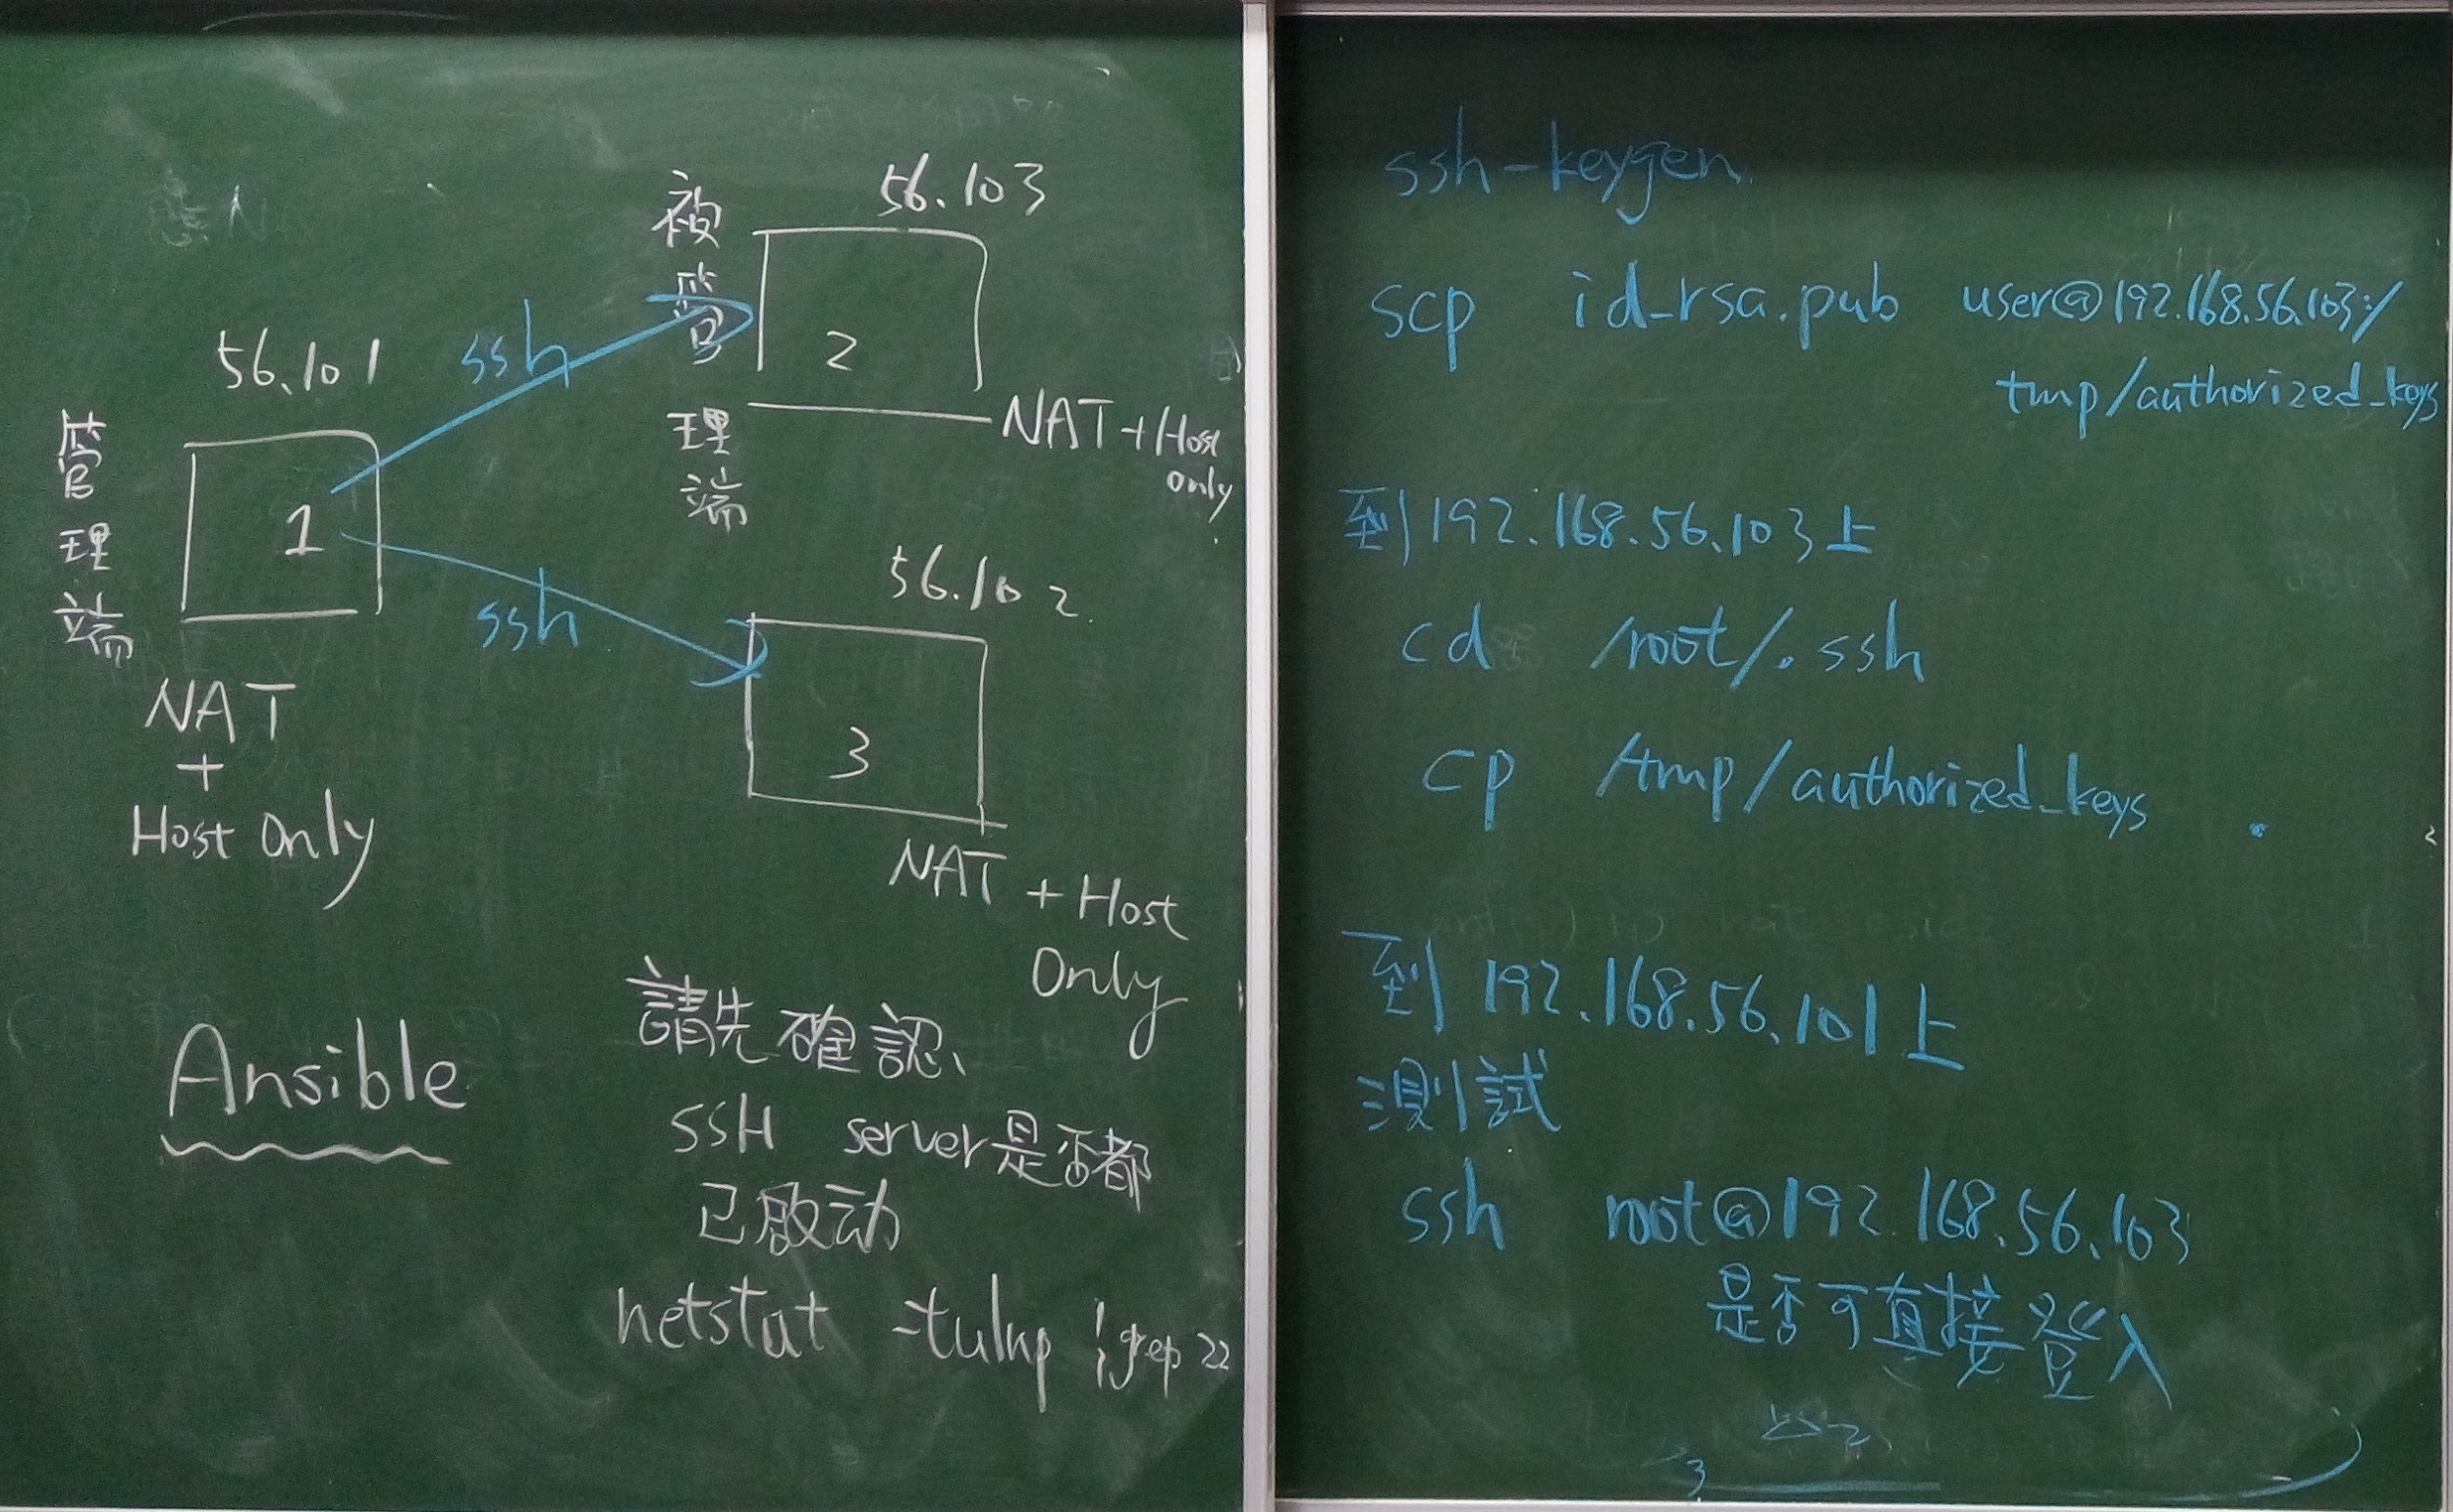 56.101
管理端
1
NAT
+
Host Only
ssh
ssh
被管理端
56.103
2
NAT + Host
Only
56.102
3
NAT + Host
Only
Ansible
請先確認、
SSH server是否都
已啟动
netstat -tulnp | grep 22
ssh-keygen
scp id_rsa.pub user@192.168.56.103:/
tmp/authorized_keys
到192.168.56.103上
cd /root/.ssh
cp /tmp/authorized_keys .
到 192.168.56.101上
測試
ssh root@192.168.56.103
是否可直接登入